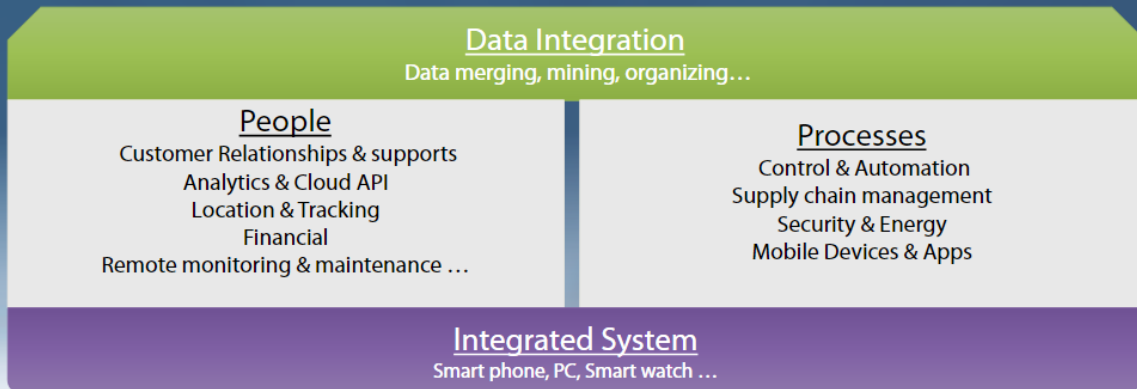 Data Integration
Data merging, mining, organizing…
People
Customer Relationships & supports
Analytics & Cloud API
Location & Tracking
Financial
Remote monitoring & maintenance …
Processes
Control & Automation
Supply chain management
Security & Energy
Mobile Devices & Apps
Integrated System
Smart phone, PC, Smart watch …